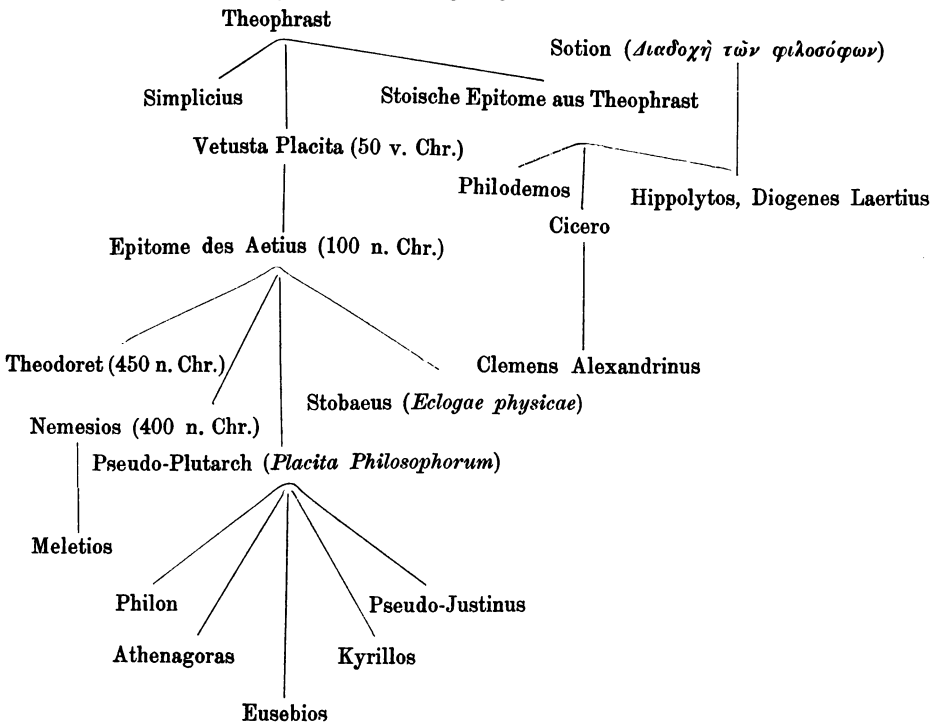 Theophrast
Sotion (Διαδοχὴ τῶν φιλοσόφων)
Simplicius
Stoische Epitome aus Theophrast
Vetusta Placita (50 v. Chr.)
Philodemos
Hippolytos, Diogenes Laertius
Cicero
Epitome des Aetius (100 n. Chr.)
Theodoret (450 n. Chr.)
Clemens Alexandrinus
Stobaeus (Eclogae physicae)
Nemesios (400 n. Chr.)
Pseudo-Plutarch (Placita Philosophorum)
Meletios
Philon
Pseudo-Justinus
Athenagoras
Kyrillos
Eusebios